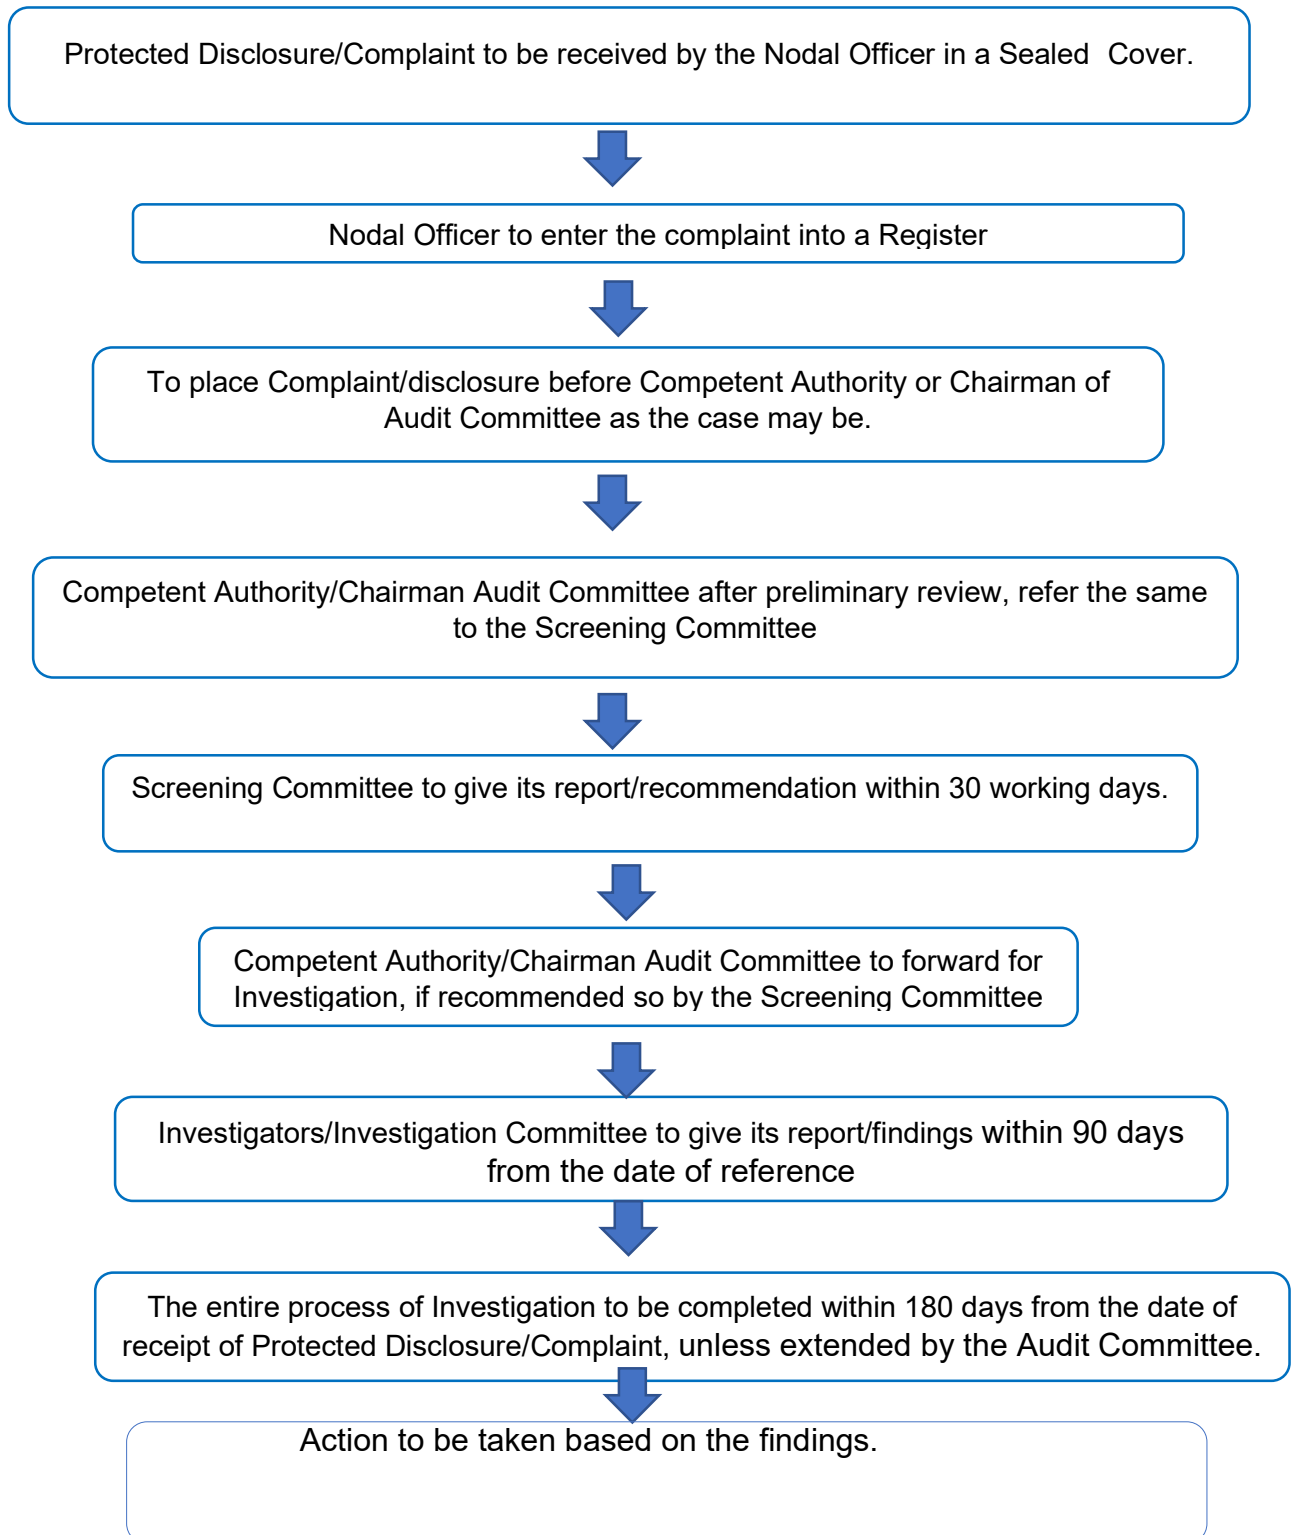 Protected Disclosure/Complaint to be received by the Nodal Officer in a Sealed Cover.
Nodal Officer to enter the complaint into a Register
To place Complaint/disclosure before Competent Authority or Chairman of
Audit Committee as the case may be.
Competent Authority/Chairman Audit Committee after preliminary review, refer the same
to the Screening Committee
Screening Committee to give its report/recommendation within 30 working days.
Competent Authority/Chairman Audit Committee to forward for
Investigation, if recommended so by the Screening Committee
Investigators/Investigation Committee to give its report/findings within 90 days
from the date of reference
The entire process of Investigation to be completed within 180 days from the date of
receipt of Protected Disclosure/Complaint, unless extended by the Audit Committee.
Action to be taken based on the findings.